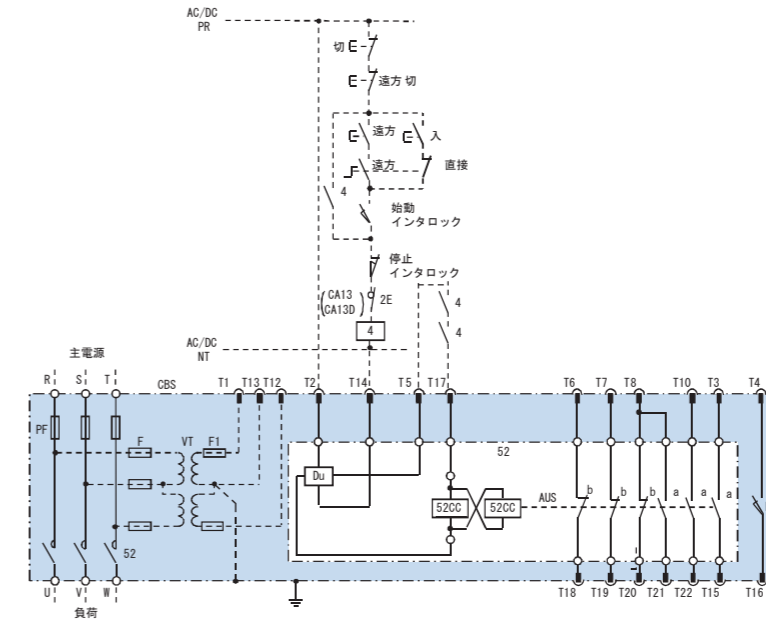 AC/DC
PR
切
遠方 切
遠方
入
遠方
直接
4
始動
インタロック
停止
インタロック
(CA13
CA13D)
2E
4
4
4
AC/DC
NT
主電源
R S T
CBS
T1 T13 T12 T2 T14 T5 T17 T6 T7 T8 T10 T3 T4
PF
F VT F1
52
Du
52CC 52CC
AUS
b b b a a a
52
U V W
負荷
T18 T19 T20 T21 T22 T15 T16